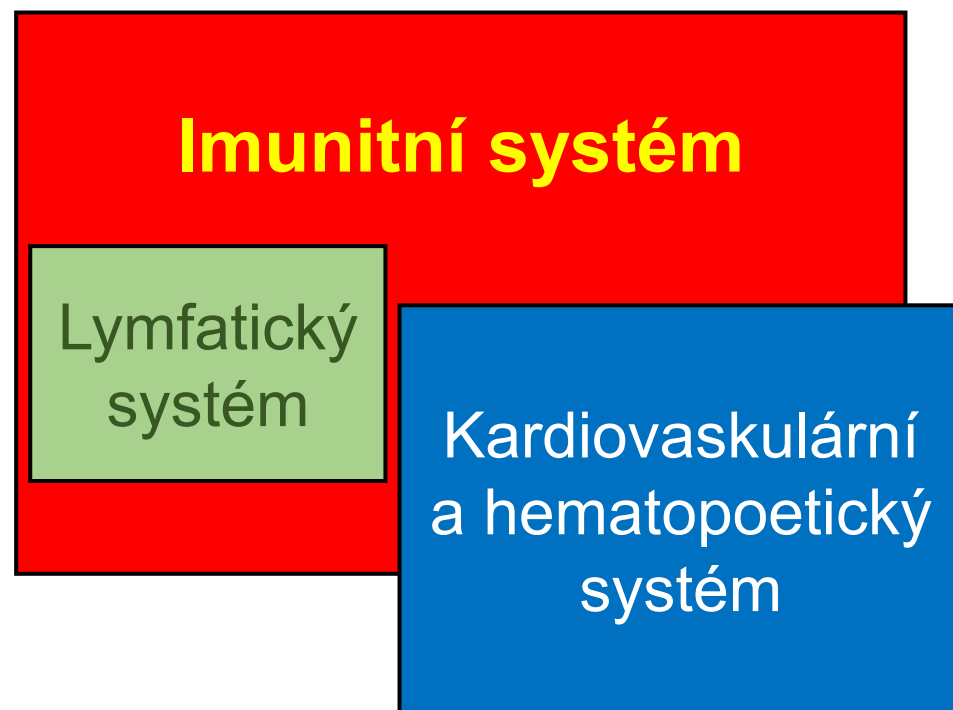 Imunitní systém
Lymfatický
systém
Kardiovaskulární
a hematopoetický
systém